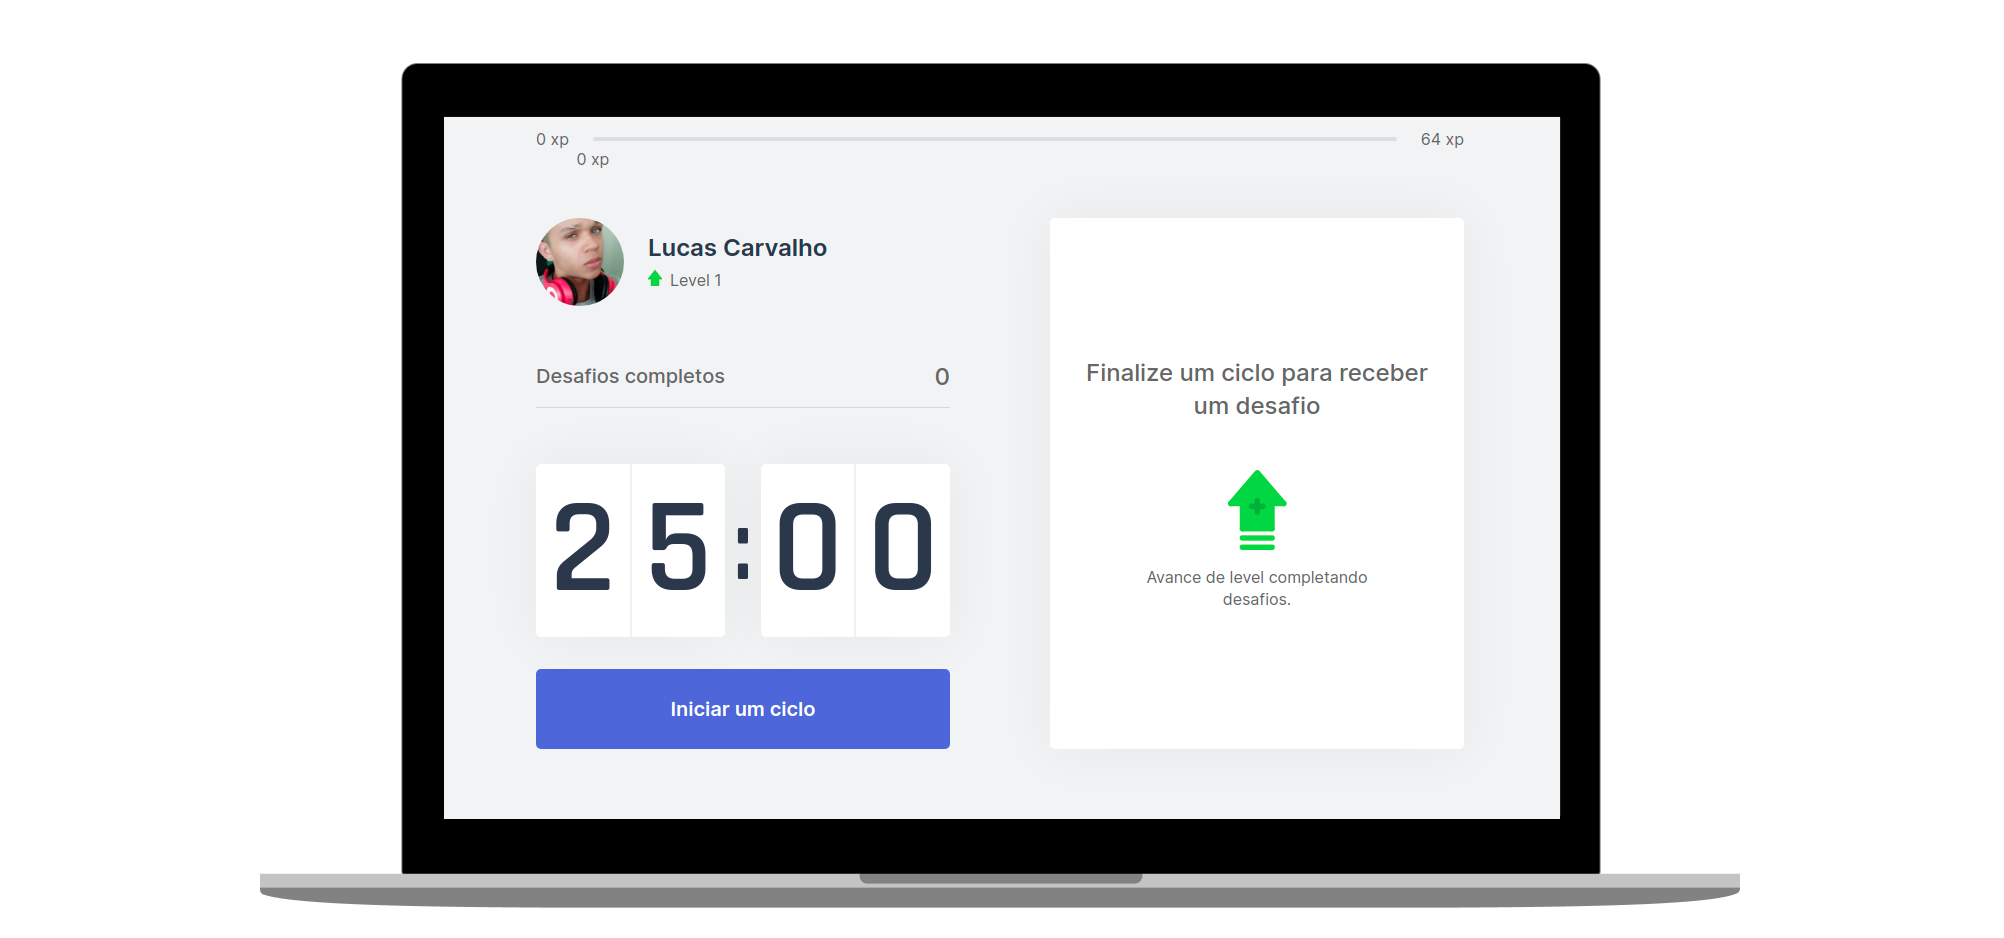 0 xp
64 xp
0 xp
Lucas Carvalho
Level 1
Desafios completos
0
25:00
Iniciar um ciclo
Finalize um ciclo para receber
um desafio
Avance de level completando
desafios.